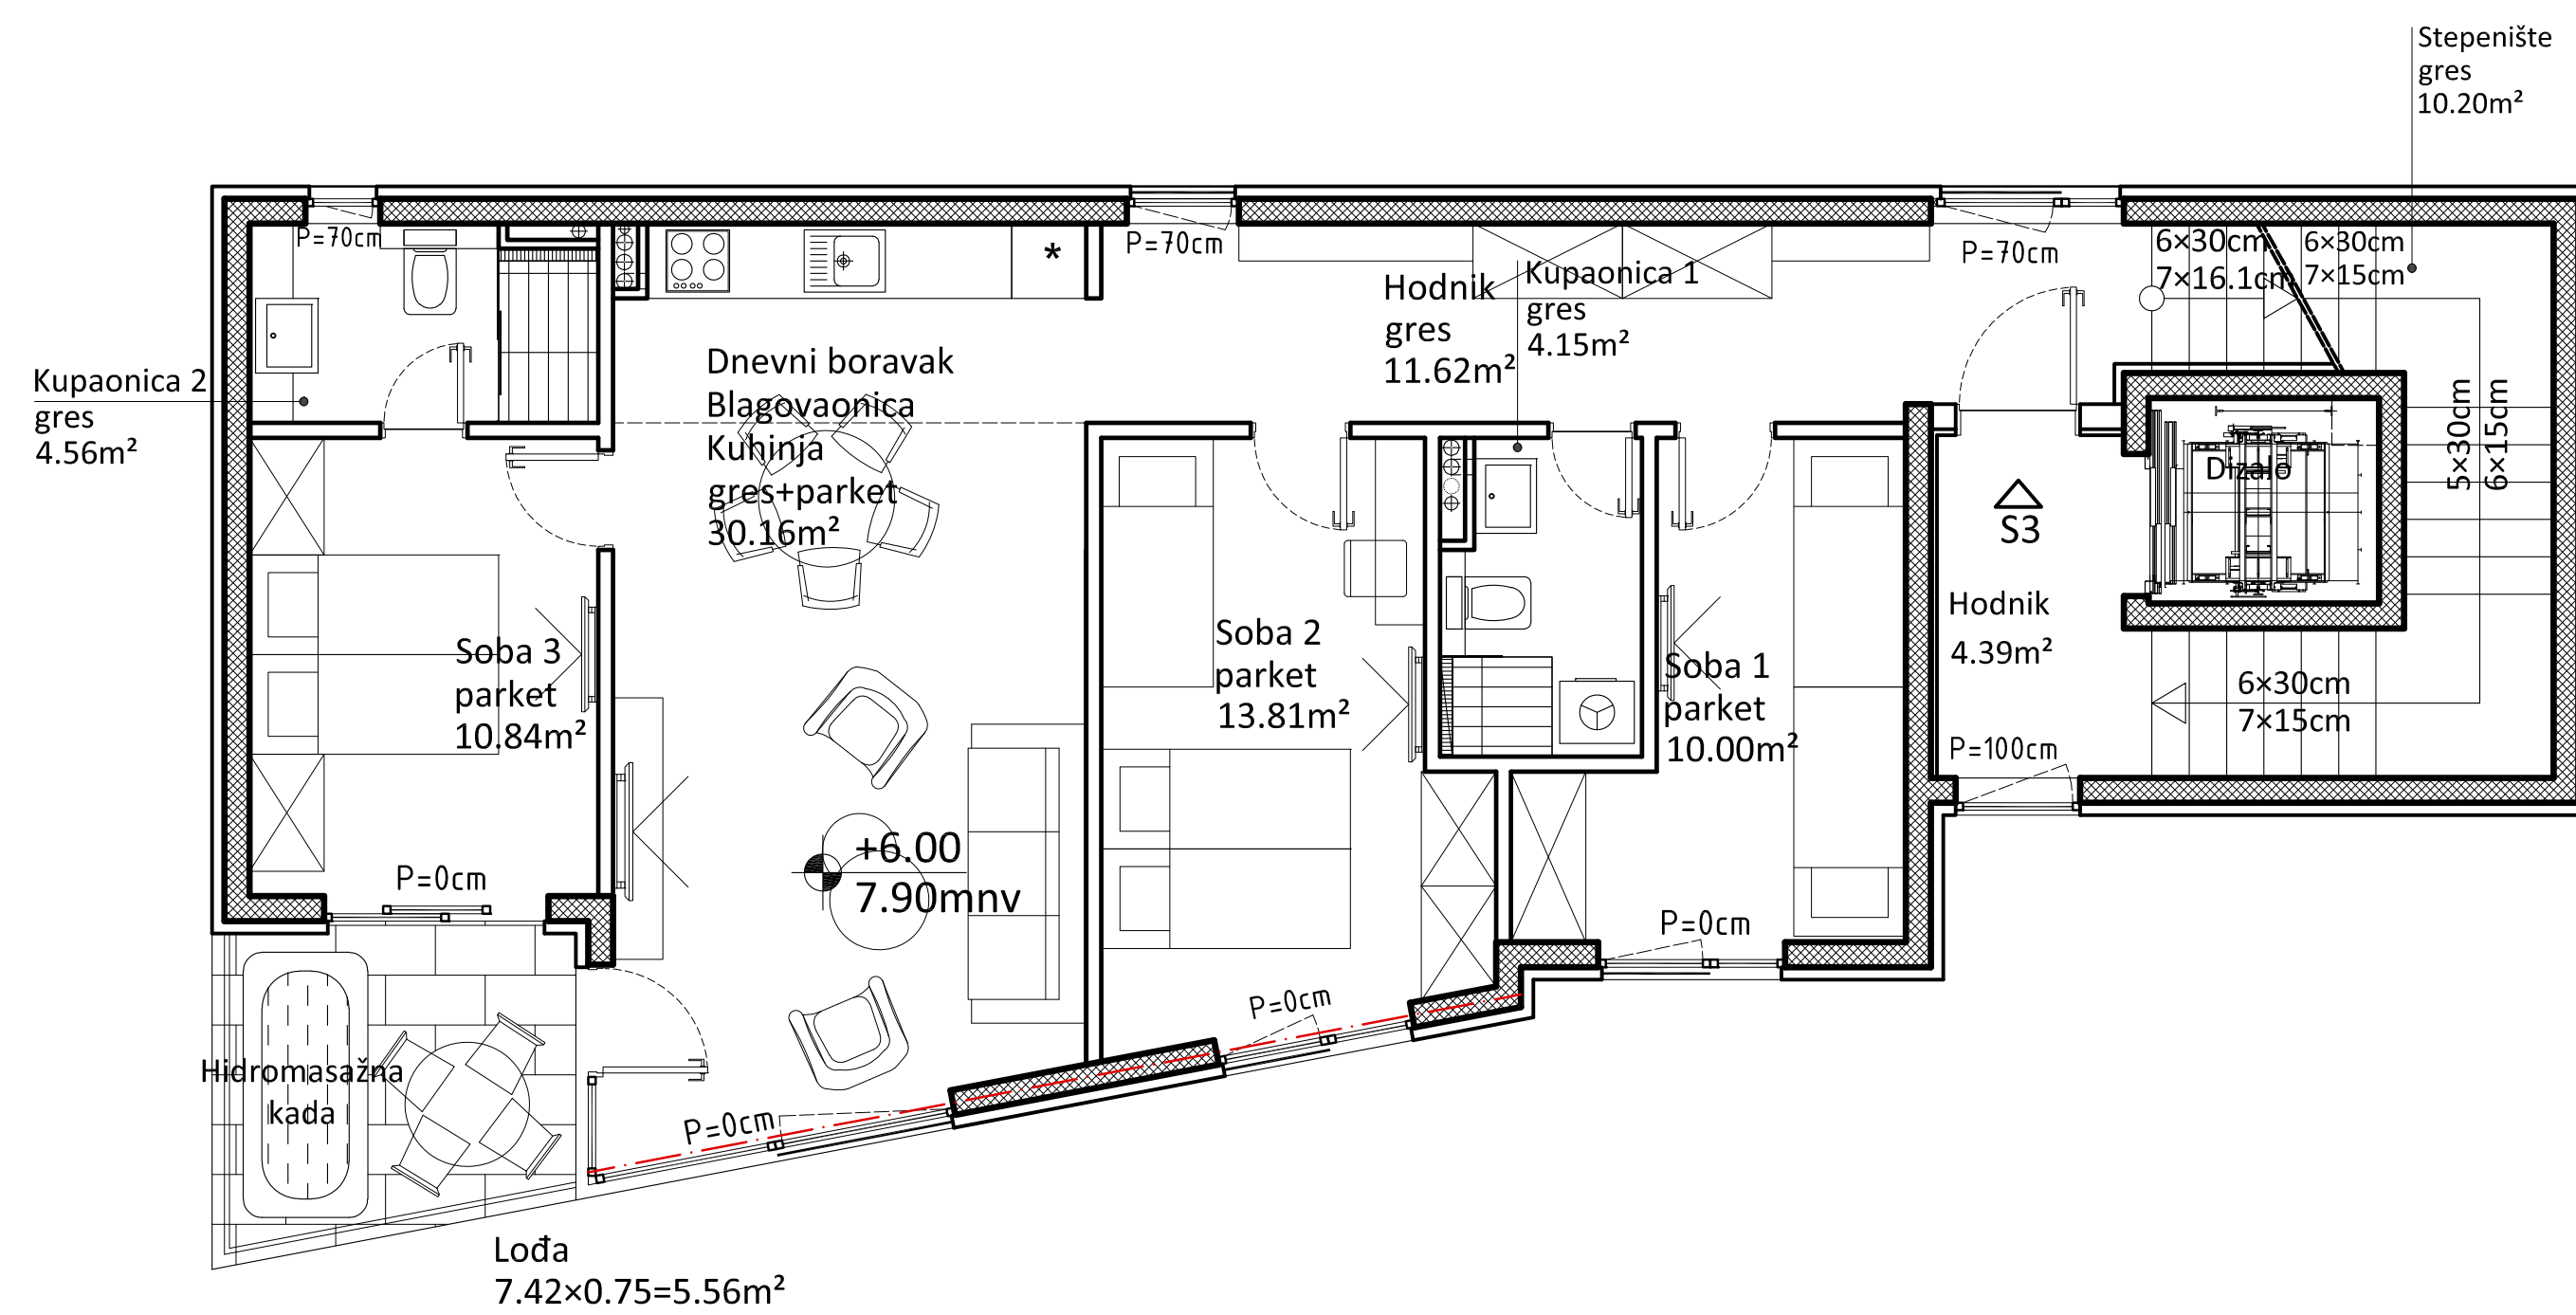 Stepenište
gres
10.20m²
P=70cm
P=70cm
P=70cm
6×30cm
7×16.1cm
6×30cm
7×15cm
Hodnik
gres
11.62m²
Kupaonica 1
gres
4.15m²
*
Dnevni boravak
Blagovaonica
Kuhinja
gres+parket
30.16m²
Kupaonica 2
gres
4.56m²
5×30cm
6×15cm
Dizalo
S3
Hodnik
4.39m²
Soba 3
parket
10.84m²
Soba 2
parket
13.81m²
Soba 1
parket
10.00m²
6×30cm
7×15cm
P=100cm
+6.00
7.90mnv
P=0cm
P=0cm
P=0cm
P=0cm
Hidromasažna
kada
Lođa
7.42×0.75=5.56m²